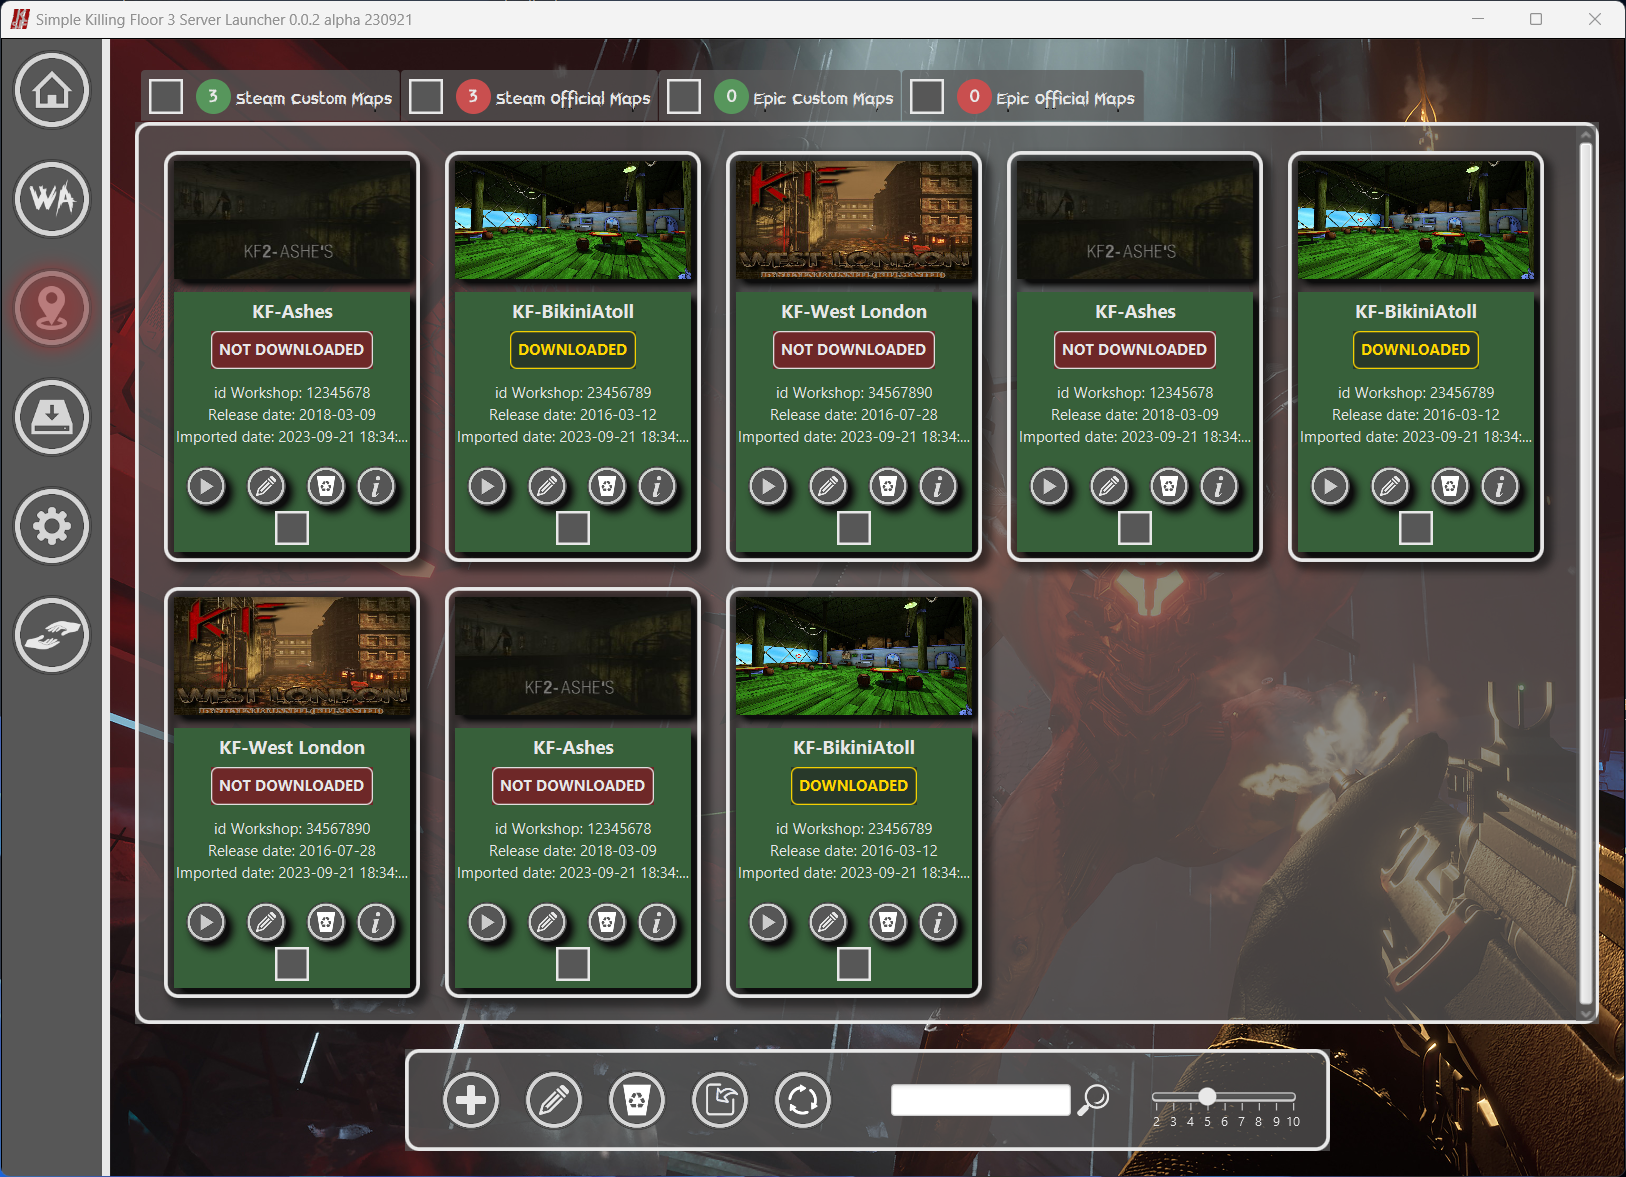 Simple Killing Floor 3 Server Launcher 0.0.2 alpha 230921
WA
3 Steam Custom Maps
3 Steam Official Maps
0 Epic Custom Maps
0 Epic Official Maps
KF2-ASHE'S
KF-Ashes
NOT DOWNLOADED
id Workshop: 12345678
Release date: 2018-03-09
Imported date: 2023-09-21 18:34:...
i
KF-BikiniAtoll
DOWNLOADED
id Workshop: 23456789
Release date: 2016-03-12
Imported date: 2023-09-21 18:34:...
i
KF
WEST LONDON!
KF-West London
NOT DOWNLOADED
id Workshop: 34567890
Release date: 2016-07-28
Imported date: 2023-09-21 18:34:...
i
KF2-ASHE'S
KF-Ashes
NOT DOWNLOADED
id Workshop: 12345678
Release date: 2018-03-09
Imported date: 2023-09-21 18:34:...
i
KF-BikiniAtoll
DOWNLOADED
id Workshop: 23456789
Release date: 2016-03-12
Imported date: 2023-09-21 18:34:...
i
KF
WEST LONDON!
KF-West London
NOT DOWNLOADED
id Workshop: 34567890
Release date: 2016-07-28
Imported date: 2023-09-21 18:34:...
i
KF2-ASHE'S
KF-Ashes
NOT DOWNLOADED
id Workshop: 12345678
Release date: 2018-03-09
Imported date: 2023-09-21 18:34:...
i
KF-BikiniAtoll
DOWNLOADED
id Workshop: 23456789
Release date: 2016-03-12
Imported date: 2023-09-21 18:34:...
i
2 3 4 5 6 7 8 9 10